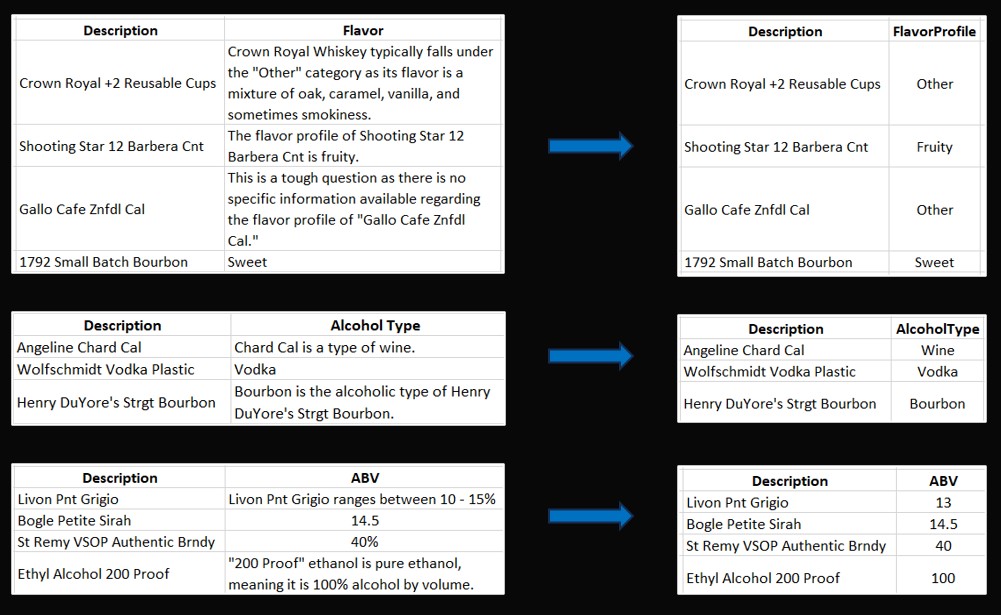 Description Flavor
Crown Royal +2 Reusable Cups
Crown Royal Whiskey typically falls under
the "Other" category as its flavor is a
mixture of oak, caramel, vanilla, and
sometimes smokiness.
Shooting Star 12 Barbera Cnt
The flavor profile of Shooting Star 12
Barbera Cnt is fruity.
Gallo Cafe Znfdl Cal
This is a tough question as there is no
specific information available regarding
the flavor profile of "Gallo Cafe Znfdl
Cal."
1792 Small Batch Bourbon Sweet
Description FlavorProfile
Crown Royal +2 Reusable Cups Other
Shooting Star 12 Barbera Cnt Fruity
Gallo Cafe Znfdl Cal Other
1792 Small Batch Bourbon Sweet
Description Alcohol Type
Angeline Chard Cal Chard Cal is a type of wine.
Wolfschmidt Vodka Plastic Vodka
Henry DuYore's Strgt Bourbon
Bourbon is the alcoholic type of Henry
DuYore's Strgt Bourbon.
Description AlcoholType
Angeline Chard Cal Wine
Wolfschmidt Vodka Plastic Vodka
Henry DuYore's Strgt Bourbon Bourbon
Description ABV
Livon Pnt Grigio Livon Pnt Grigio ranges between 10 - 15%
Bogle Petite Sirah 14.5
St Remy VSOP Authentic Brndy 40%
Ethyl Alcohol 200 Proof
"200 Proof" ethanol is pure ethanol,
meaning it is 100% alcohol by volume.
Description ABV
Livon Pnt Grigio 13
Bogle Petite Sirah 14.5
St Remy VSOP Authentic Brndy 40
Ethyl Alcohol 200 Proof 100